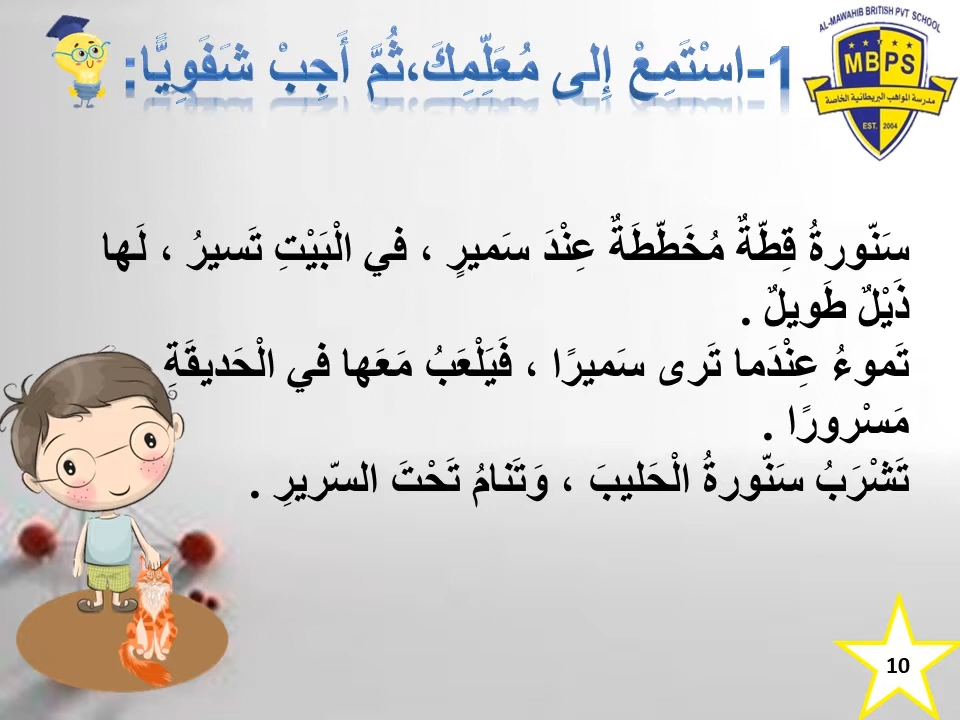 AL-MAWAHIB BRITISH PVT SCHOOL
MBPS
مدرسة المواهب البريطانية الخاصة
EST. 2004
1-اسْتَمِعْ إِلى مُعَلِّمِكَ،ثُمَّ أَجِبْ شَفَوِيًّا:
سَنّورةُ قِطّةٌ مُخَطّطَةٌ عِنْدَ سَميرٍ ، في الْبَيْتِ تَسيرُ ، لَها
ذَيْلٌ طَويلٌ .
تَموءُ عِنْدَما تَرى سَميرًا ، فَيَلْعَبُ مَعَها في الْحَديقَةِ
مَسْرورًا .
تَشْرَبُ سَنّورةُ الْحَليبَ ، وَتَنامُ تَحْتَ السّريرِ .
10